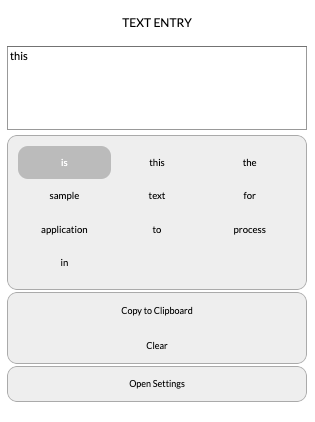 TEXT ENTRY
this
is this the
sample text for
application to process
in
Copy to Clipboard
Clear
Open Settings